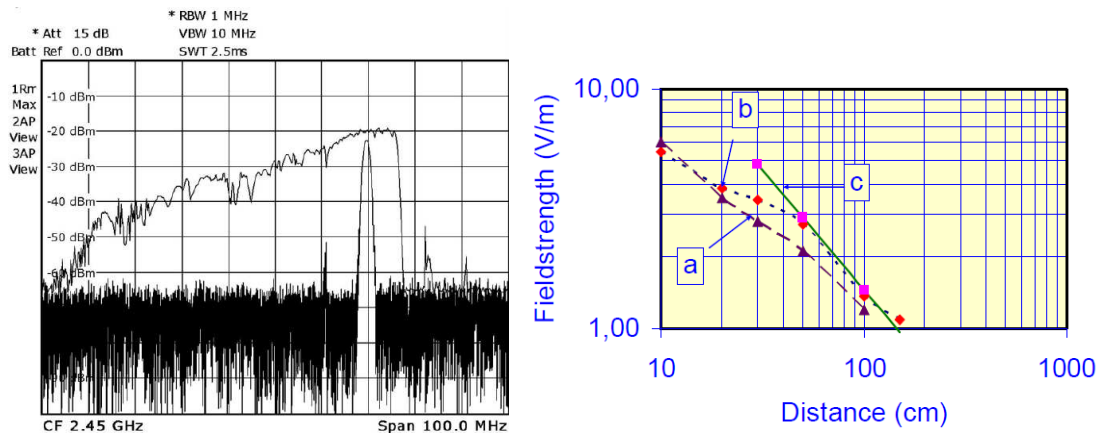 * RBW 1 MHz
* Att 15 dB VBW 10 MHz
Batt Ref 0.0 dBm SWT 2.5ms
1Rm
Max
2AP
View
3AP
View
-10 dBm
-20 dBm
-30 dBm
-40 dBm
-50 dBm
CF 2.45 GHz Span 100.0 MHz
Fieldstrength (V/m)
10,00
1,00
b
c
a
10 100 1000
Distance (cm)